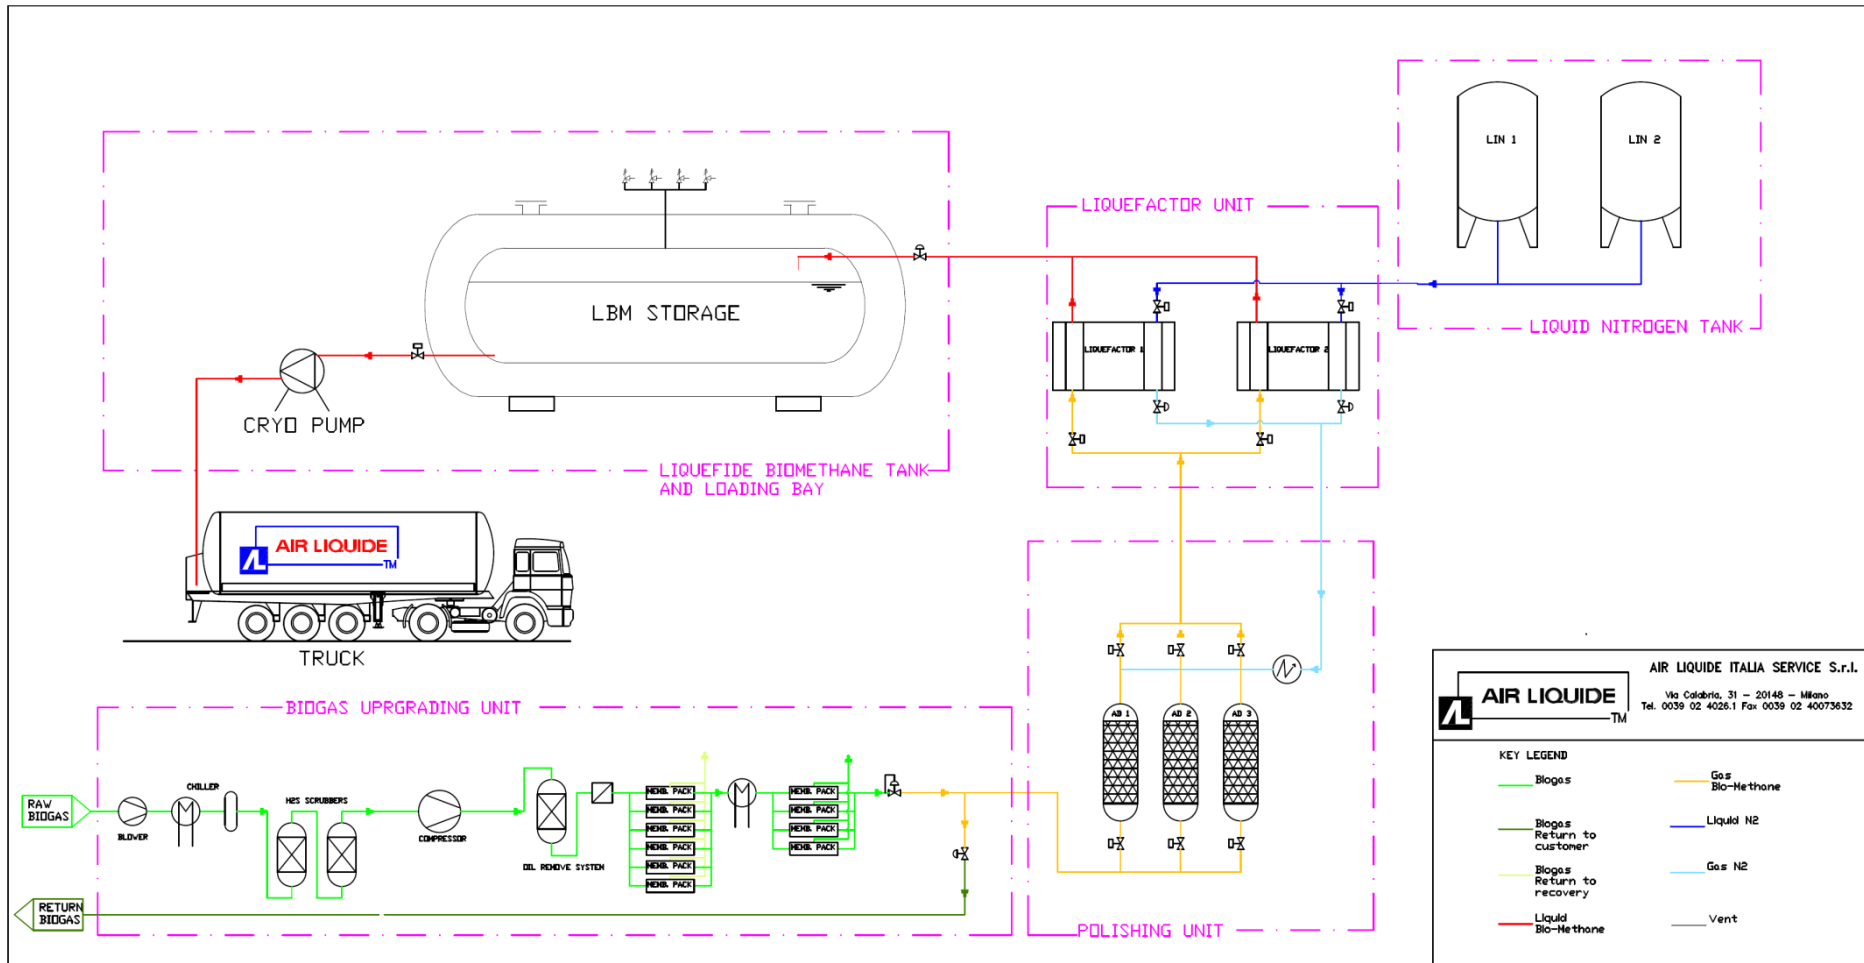 LIN 1
LIN 2
LIQUID NITROGEN TANK
LIQUEFACTOR UNIT
LIQUEFACTOR 1
LIQUEFACTOR 2
LBM STORAGE
CRYO PUMP
LIQUEFIDE BIOMETHANE TANK
AND LOADING BAY
AIR LIQUIDE
TM
TRUCK
BIOGAS UPRGRADING UNIT
RAW
BIOGAS
BLOWER
CHILLER
H2S SCRUBBERS
COMPRESSOR
OIL REMOVE SYSTEM
MEMB. PACK
MEMB. PACK
MEMB. PACK
MEMB. PACK
MEMB. PACK
MEMB. PACK
MEMB. PACK
MEMB. PACK
MEMB. PACK
MEMB. PACK
RETURN
BIOGAS
AD 1
AD 2
AD 3
POLISHING UNIT
AIR LIQUIDE
TM
AIR LIQUIDE ITALIA SERVICE S.r.l.
Via Calabria, 31 – 20148 – Milano
Tel. 0039 02 4026.1 Fax 0039 02 40073632
KEY LEGEND
Biogas
Biogas
Return to
customer
Biogas
Return to
recovery
Liquid
Bio-Methane
Gas
Bio-Methane
Liquid N2
Gas N2
Vent